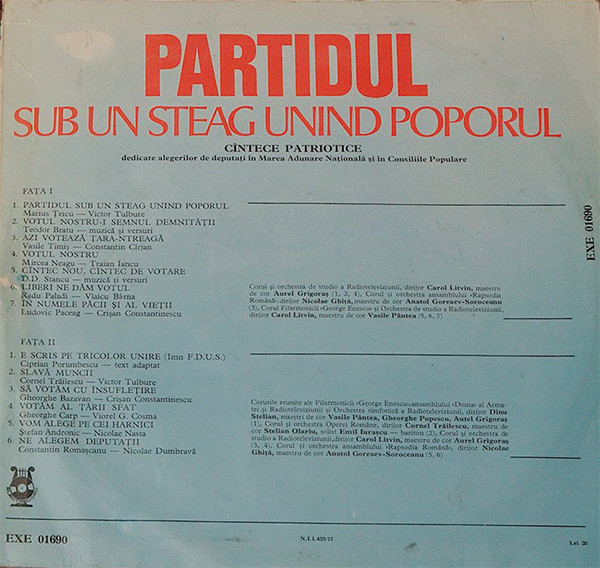 PARTIDUL
SUB UN STEAG UNIND POPORUL
CÎNTECE PATRIOTICE
dedicate alegerilor de deputați în Marea Adunare Națională și în Consiliile Populare
FAȚA I
1. PARTIDUL SUB UN STEAG UNIND POPORUL
Marius Țeicu — Victor Tulbure
2. VOTUL NOSTRU-I SEMNUL DEMNITĂȚII
Teodor Bratu — muzică și versuri
3. AZI VOTEAZĂ ȚARA-NTREAGĂ
Vasile Timiș — Constantin Cîrjan
4. VOTUL NOSTRU
Mircea Neagu — Traian Iancu
5. CÎNTEC NOU, CÎNTEC DE VOTARE
D.D. Stancu — muzică și versuri
6. LIBERI NE DĂM VOTUL
Radu Paladi — Vlaicu Bârna
7. ÎN NUMELE PĂCII ȘI AL VIEȚII
Ludovic Paceag — Crișan Constantinescu
Corul și orchestra de studio a Radioteleviziunii, dirijor Carol Litvin, maestru
de cor Aurel Grigoraș (1, 2, 4), Corul și orchestra ansamblului «Rapsodia
Română», dirijor Nicolae Ghiță, maestru de cor Anatol Goreaev-Soroceanu
(3), Corul Filarmonicii «George Enescu» și Orchestra de studio a Radioteleviziunii,
dirijor Carol Litvin, maestru de cor Vasile Pântea (5, 6, 7)
EXE 01690
FAȚA II
1. E SCRIS PE TRICOLOR UNIRE (Imn F.D.U.S.)
Ciprian Porumbescu — text adaptat
2. SLAVĂ MUNCII
Cornel Trăilescu — Victor Tulbure
3. SĂ VOTĂM CU ÎNSUFLEȚIRE
Gheorghe Bazavan — Crișan Constantinescu
4. VOTĂM AL ȚĂRII SFAT
Gheorghe Carp — Viorel G. Cosma
5. VOM ALEGE PE CEI HARNICI
Ștefan Andronic — Nicolae Nasta
6. NE ALEGEM DEPUTAȚII
Constantin Romașcanu — Nicolae Dumbravă
Corurile reunite ale Filarmonicii «George Enescu», ansamblului «Doina» al Arma-
tei și Radioteleviziunii și Orchestra simfonică a Radioteleviziunii, dirijor Dinu
Stelian, maeștri de cor Vasile Pântea, Gheorghe Popescu, Aurel Grigoraș
(1), Corul și orchestra Operei Române, dirijor Cornel Trăilescu, maestru de
cor Stelian Olariu, solist Emil Iurașcu — bariton (2), Corul și orchestra de
studio a Radioteleviziunii, dirijor Carol Litvin, maestru de cor Aurel Grigoraș
(3, 4), Corul și orchestra ansamblului «Rapsodia Română», dirijor Nicolae
Ghiță, maestru de cor Anatol Goreaev-Soroceanu (5, 6)
EXE 01690
N.I.I. 435/71
Lei 20